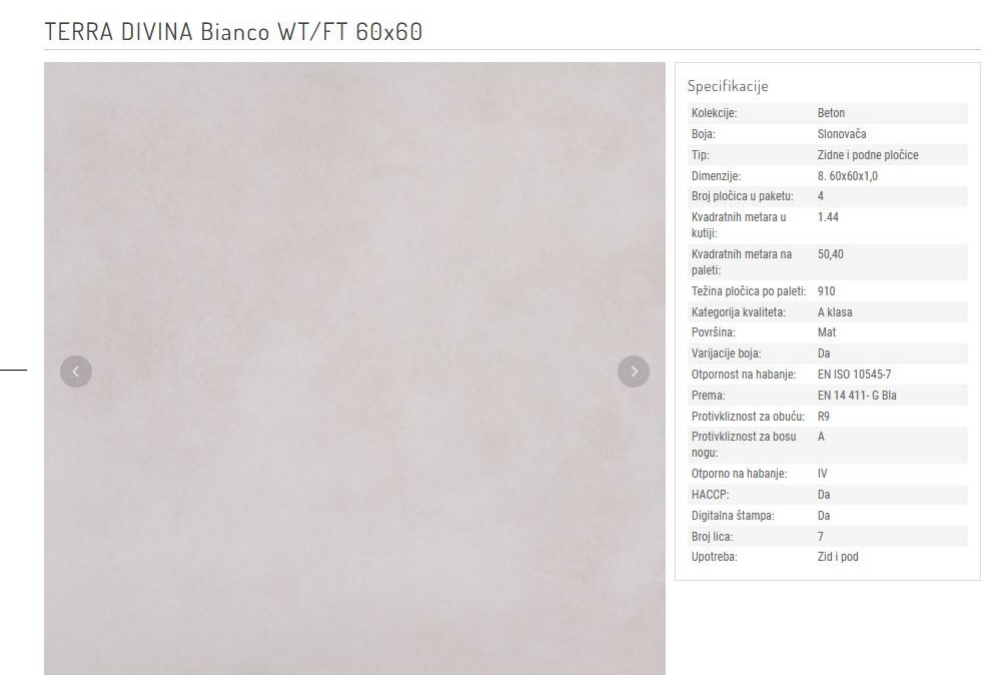 TERRA DIVINA Bianco WT/FT 60x60
Specifikacije
Kolekcije: Beton
Boja: Slonovača
Tip: Zidne i podne pločice
Dimenzije: 8. 60x60x1,0
Broj pločica u paketu: 4
Kvadratnih metara u 1.44
kutiji:
Kvadratnih metara na 50,40
paleti:
Težina pločica po paleti: 910
Kategorija kvaliteta: A klasa
Površina: Mat
Varijacije boja: Da
Otpornost na habanje: EN ISO 10545-7
Prema: EN 14 411- G Bla
Protivkliznost za obuću: R9
Protivkliznost za bosu A
nogu:
Otporno na habanje: IV
HACCP: Da
Digitalna štampa: Da
Broj lica: 7
Upotreba: Zid i pod